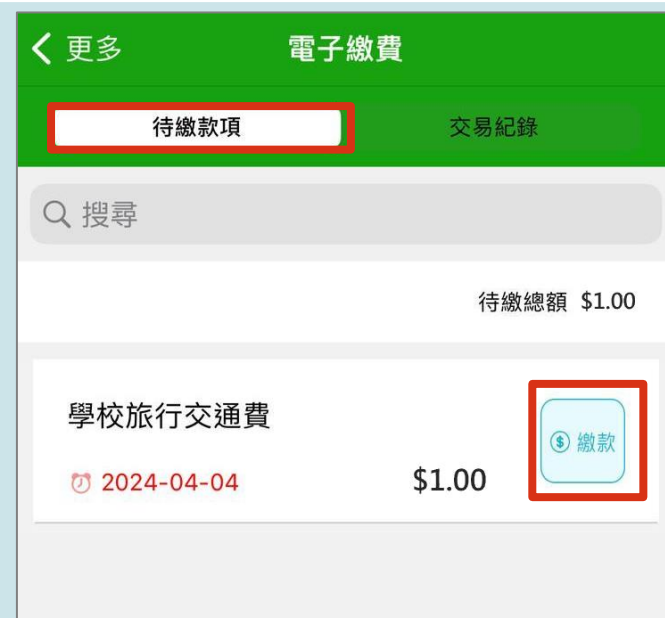 更多 電子繳費
待繳款項 交易紀錄
搜尋
待繳總額 $1.00
學校旅行交通費
繳款
2024-04-04 $1.00